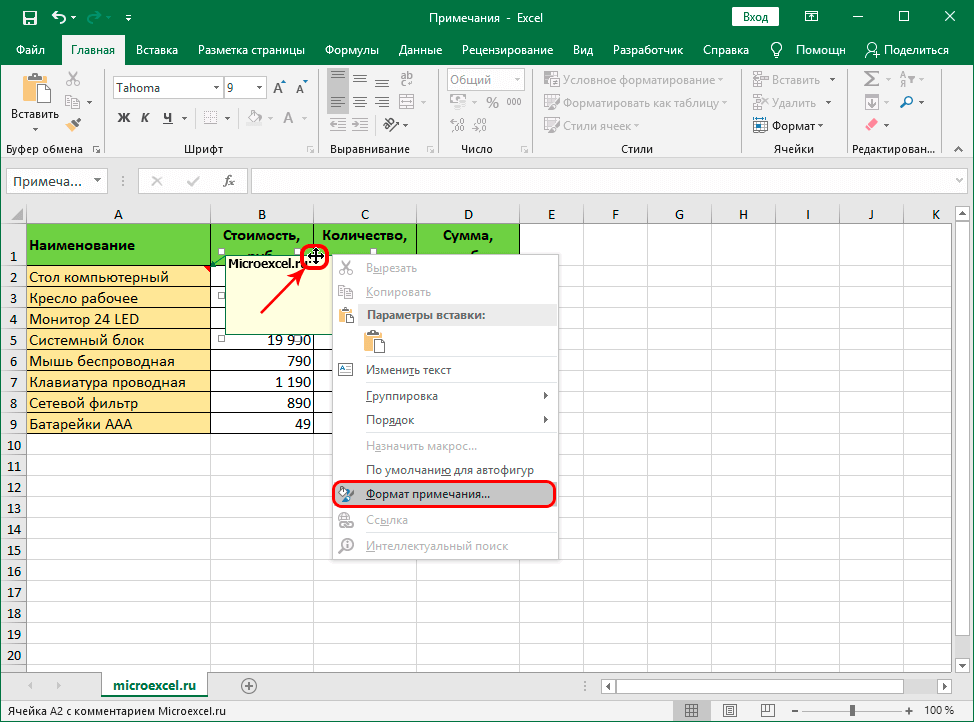 Примечания - Excel
Вход
Файл Главная Вставка Разметка страницы Формулы Данные Рецензирование Вид Разработчик Справка Помощн Поделиться
Вставить
Tahoma 9
Ж К Ч
ab
Общий
% 000
Условное форматирование
Форматировать как таблицу
Стили ячеек
Вставить
Удалить
Формат
Буфер обмена Шрифт Выравнивание Число Стили Ячейки Редактирован...
Примеча... fx
A B C D E F G H I J K
1 Наименование Стоимость, Количество, Сумма,
2 Стол компьютерный
3 Кресло рабочее
4 Монитор 24 LED
5 Системный блок 19 990
6 Мышь беспроводная 790
7 Клавиатура проводная 1 190
8 Сетевой фильтр 890
9 Батарейки ААА 49
10
11
12
13
14
15
16
17
18
19
20
Microexcel.ru
Вырезать
Копировать
Параметры вставки:
Изменить текст
Группировка
Порядок
Назначить макрос...
По умолчанию для автофигур
Формат примечания...
Ссылка
Интеллектуальный поиск
microexcel.ru
Ячейка A2 с комментарием Microexcel.ru
100 %